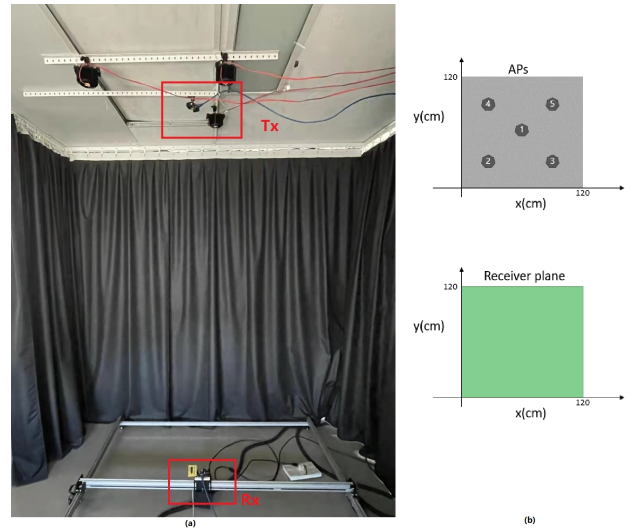 Tx
Rx
(a)
(b)
APs
120
y(cm)
4
5
1
2
3
120
x(cm)
Receiver plane
120
y(cm)
120
x(cm)